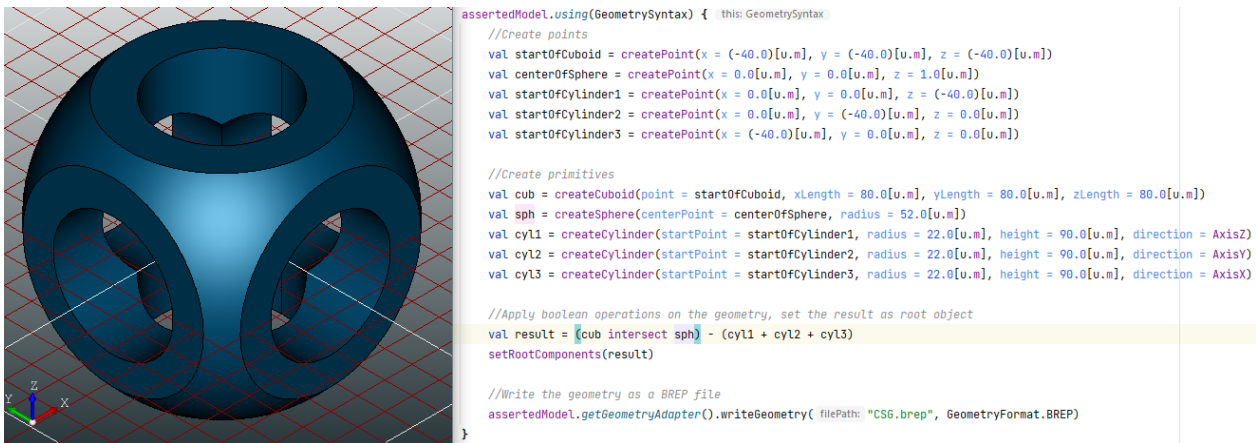 assertedModel.using(GeometrySyntax) { this: GeometrySyntax
//Create points
val startOfCuboid = createPoint(x = (-40.0)[u.m], y = (-40.0)[u.m], z = (-40.0)[u.m])
val centerOfSphere = createPoint(x = 0.0[u.m], y = 0.0[u.m], z = 1.0[u.m])
val startOfCylinder1 = createPoint(x = 0.0[u.m], y = 0.0[u.m], z = (-40.0)[u.m])
val startOfCylinder2 = createPoint(x = 0.0[u.m], y = (-40.0)[u.m], z = 0.0[u.m])
val startOfCylinder3 = createPoint(x = (-40.0)[u.m], y = 0.0[u.m], z = 0.0[u.m])
//Create primitives
val cub = createCuboid(point = startOfCuboid, xLength = 80.0[u.m], yLength = 80.0[u.m], zLength = 80.0[u.m])
val sph = createSphere(centerPoint = centerOfSphere, radius = 52.0[u.m])
val cyl1 = createCylinder(startPoint = startOfCylinder1, radius = 22.0[u.m], height = 90.0[u.m], direction = AxisZ)
val cyl2 = createCylinder(startPoint = startOfCylinder2, radius = 22.0[u.m], height = 90.0[u.m], direction = AxisY)
val cyl3 = createCylinder(startPoint = startOfCylinder3, radius = 22.0[u.m], height = 90.0[u.m], direction = AxisX)
//Apply boolean operations on the geometry, set the result as root object
val result = (cub intersect sph) - (cyl1 + cyl2 + cyl3)
setRootComponents(result)
//Write the geometry as a BREP file
assertedModel.getGeometryAdapter().writeGeometry( filePath: "CSG.brep", GeometryFormat.BREP)
}
Z
Y
X